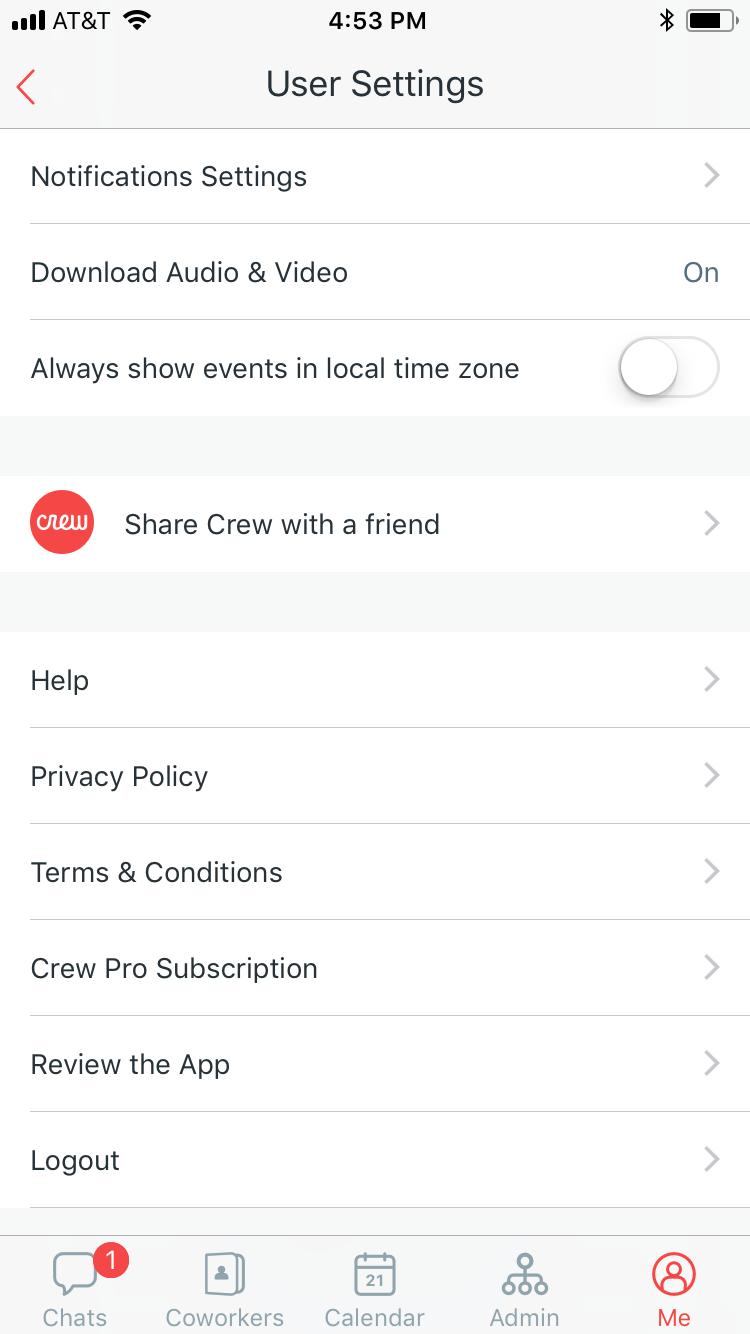 AT&T 4:53 PM
User Settings
Notifications Settings
Download Audio & Video On
Always show events in local time zone
crew Share Crew with a friend
Help
Privacy Policy
Terms & Conditions
Crew Pro Subscription
Review the App
Logout
1
21
Chats Coworkers Calendar Admin Me